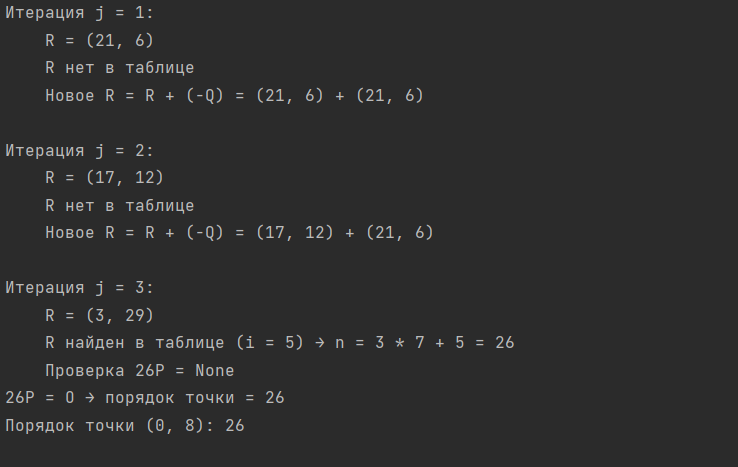 Итерация j = 1:
R = (21, 6)
R нет в таблице
Новое R = R + (-Q) = (21, 6) + (21, 6)
Итерация j = 2:
R = (17, 12)
R нет в таблице
Новое R = R + (-Q) = (17, 12) + (21, 6)
Итерация j = 3:
R = (3, 29)
R найден в таблице (i = 5) → n = 3 * 7 + 5 = 26
Проверка 26P = None
26P = O → порядок точки = 26
Порядок точки (0, 8): 26